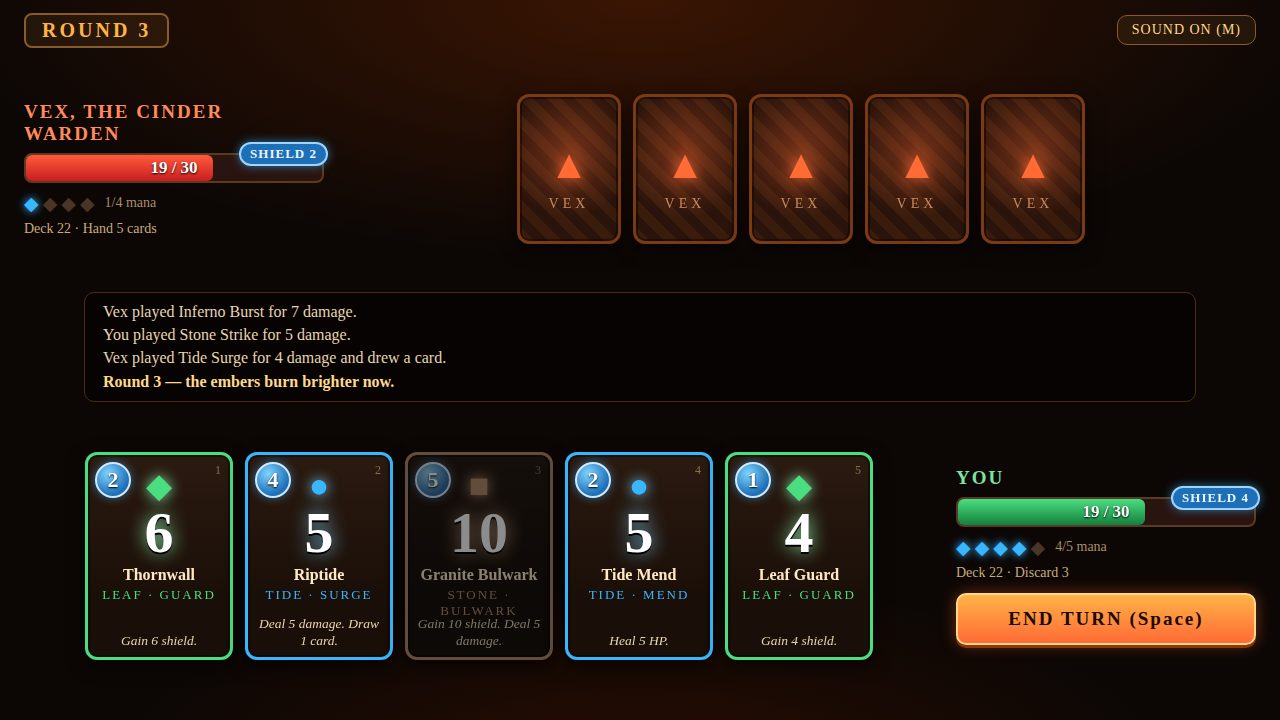 ROUND 3
SOUND ON (M)
VEX, THE CINDER
WARDEN
SHIELD 2
19 / 30
1/4 mana
Deck 22 · Hand 5 cards
VEX
VEX
VEX
VEX
VEX
Vex played Inferno Burst for 7 damage.
You played Stone Strike for 5 damage.
Vex played Tide Surge for 4 damage and drew a card.
Round 3 — the embers burn brighter now.
2
1
6
Thornwall
LEAF · GUARD
Gain 6 shield.
4
2
5
Riptide
TIDE · SURGE
Deal 5 damage. Draw
1 card.
5
3
10
Granite Bulwark
STONE ·
BULWARK
Gain 10 shield. Deal 5
damage.
2
4
5
Tide Mend
TIDE · MEND
Heal 5 HP.
1
5
4
Leaf Guard
LEAF · GUARD
Gain 4 shield.
YOU
SHIELD 4
19 / 30
4/5 mana
Deck 22 · Discard 3
END TURN (Space)